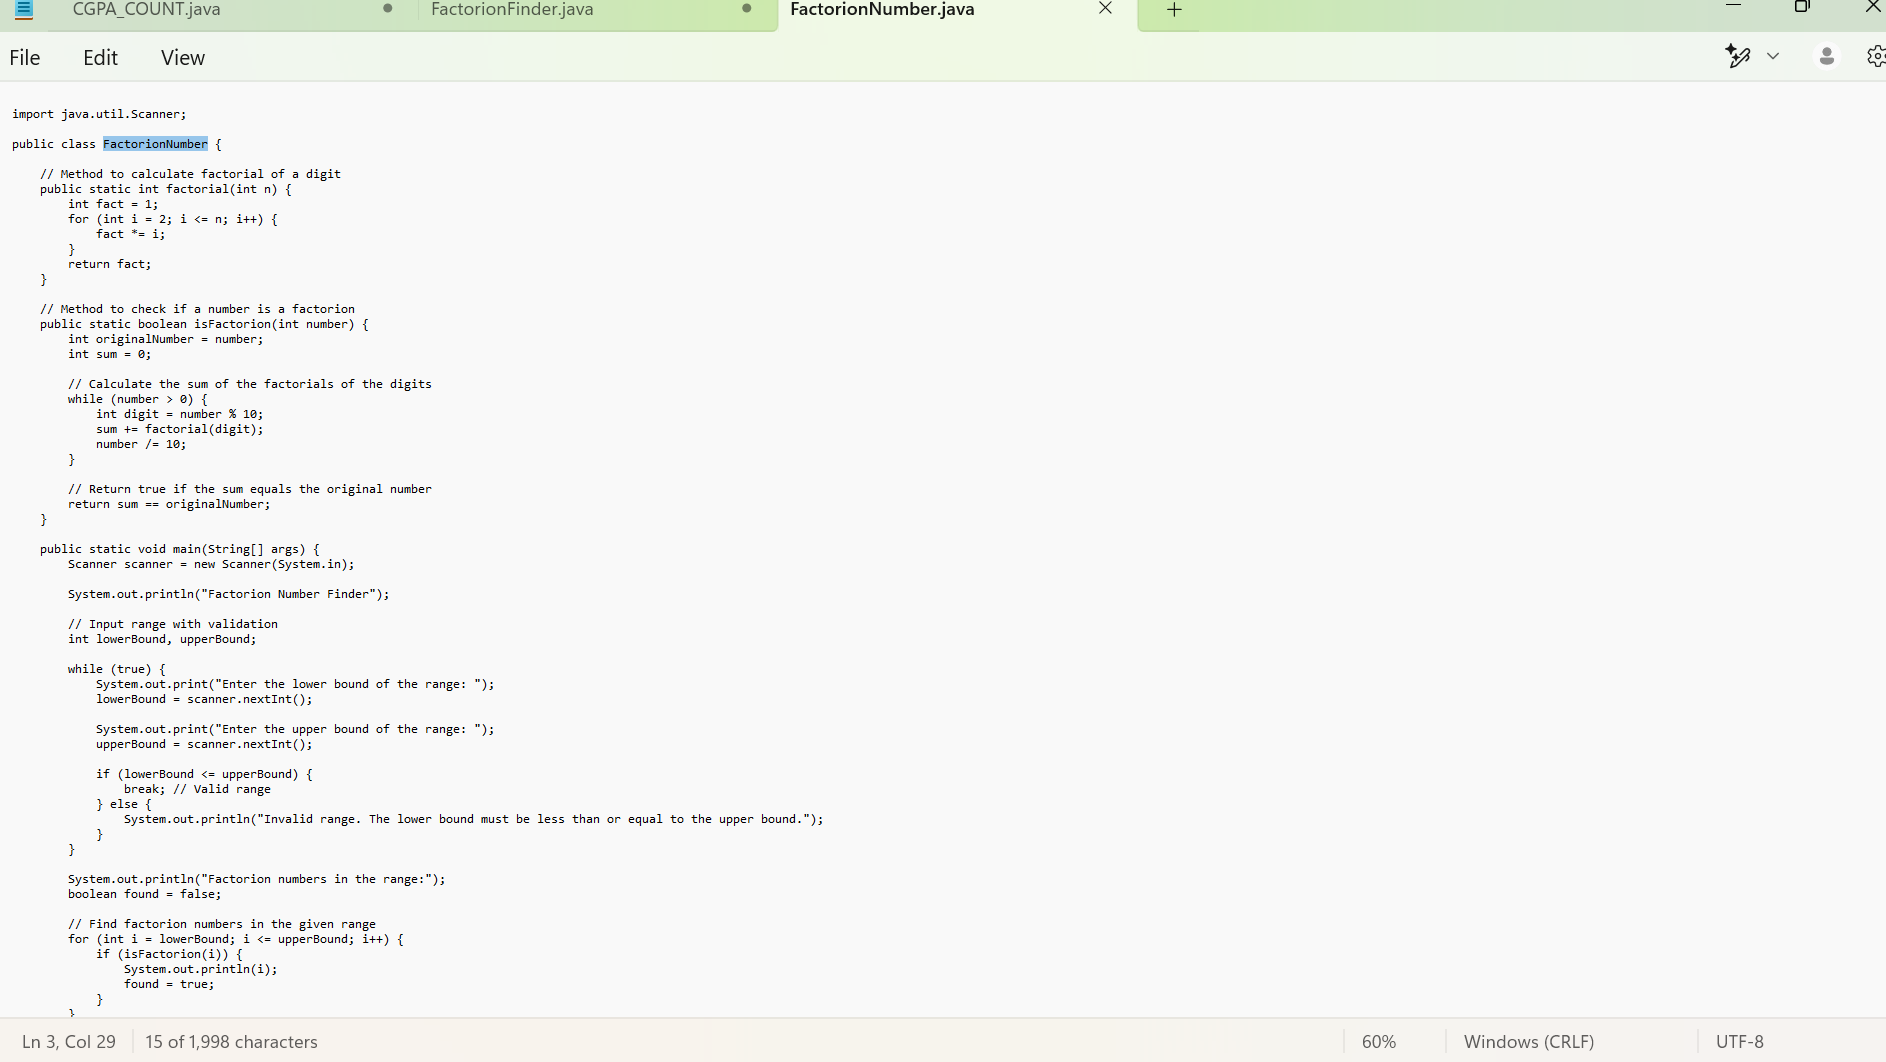 CGPA_COUNT.java
FactorionFinder.java
FactorionNumber.java
File Edit View
import java.util.Scanner;
public class FactorionNumber {
// Method to calculate factorial of a digit
public static int factorial(int n) {
int fact = 1;
for (int i = 2; i <= n; i++) {
fact *= i;
}
return fact;
}
// Method to check if a number is a factorion
public static boolean isFactorion(int number) {
int originalNumber = number;
int sum = 0;
// Calculate the sum of the factorials of the digits
while (number > 0) {
int digit = number % 10;
sum += factorial(digit);
number /= 10;
}
// Return true if the sum equals the original number
return sum == originalNumber;
}
public static void main(String[] args) {
Scanner scanner = new Scanner(System.in);
System.out.println("Factorion Number Finder");
// Input range with validation
int lowerBound, upperBound;
while (true) {
System.out.print("Enter the lower bound of the range: ");
lowerBound = scanner.nextInt();
System.out.print("Enter the upper bound of the range: ");
upperBound = scanner.nextInt();
if (lowerBound <= upperBound) {
break; // Valid range
} else {
System.out.println("Invalid range. The lower bound must be less than or equal to the upper bound.");
}
}
System.out.println("Factorion numbers in the range:");
boolean found = false;
// Find factorion numbers in the given range
for (int i = lowerBound; i <= upperBound; i++) {
if (isFactorion(i)) {
System.out.println(i);
found = true;
}
}
Ln 3, Col 29 15 of 1,998 characters 60% Windows (CRLF) UTF-8